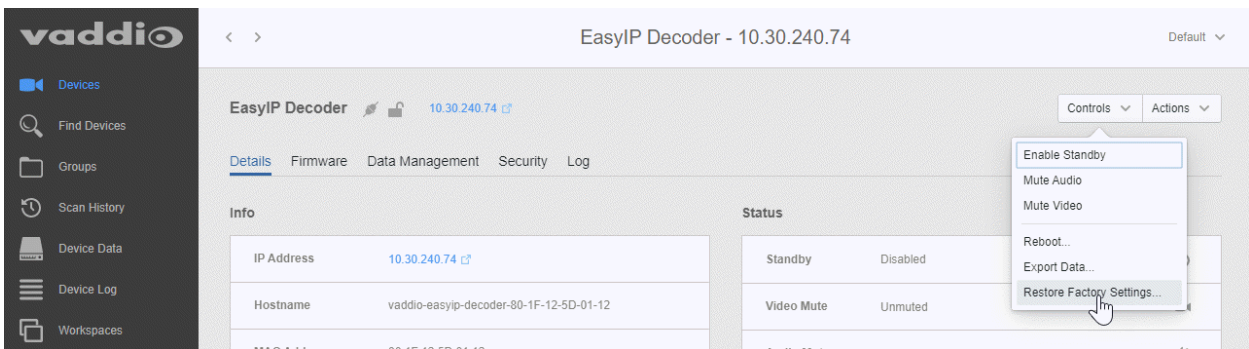 vaddio
EasyIP Decoder - 10.30.240.74
Default
Devices
Find Devices
Groups
Scan History
Device Data
Device Log
Workspaces
EasyIP Decoder 10.30.240.74
Controls Actions
Details Firmware Data Management Security Log
Enable Standby
Mute Audio
Mute Video
Reboot...
Export Data...
Restore Factory Settings...
Info
IP Address 10.30.240.74
Hostname vaddio-easyip-decoder-80-1F-12-5D-01-12
Status
Standby Disabled
Video Mute Unmuted